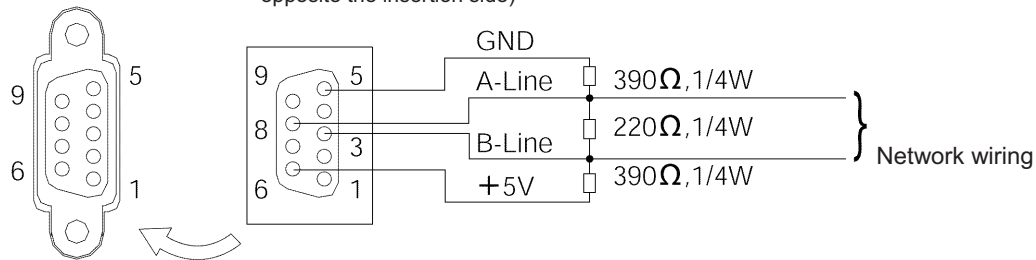 opposite the insertion side)
GND
9 5 9 5 A-Line 390Ω,1/4W
8 220Ω,1/4W
3 B-Line
Network wiring
6 1 6 1 +5V 390Ω,1/4W